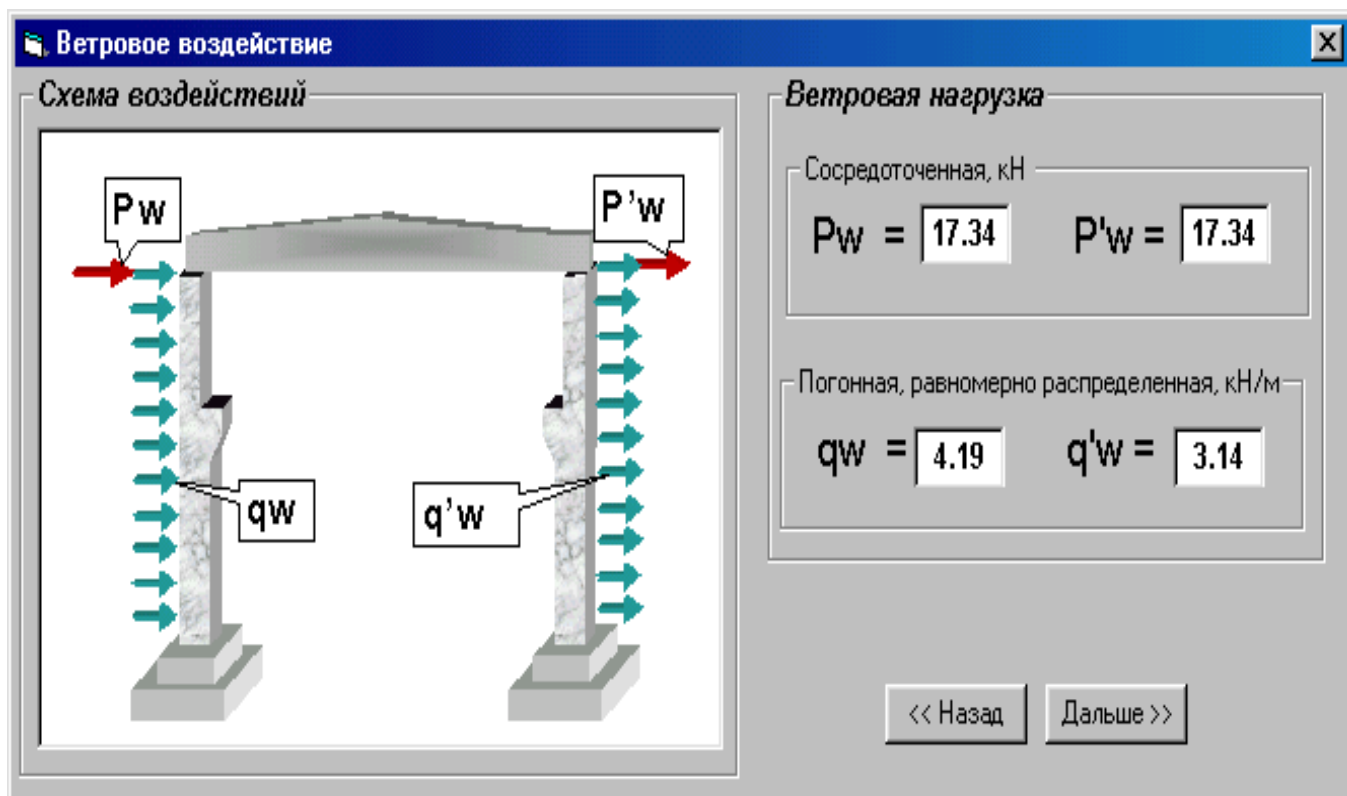 Ветровое воздействие
Схема воздействий
Pw
P'w
qw
q'w
Ветровая нагрузка
Сосредоточенная, кН
Pw = 17.34 P'w = 17.34
Погонная, равномерно распределенная, кН/м
qw = 4.19 q'w = 3.14
<< Назад Дальше >>